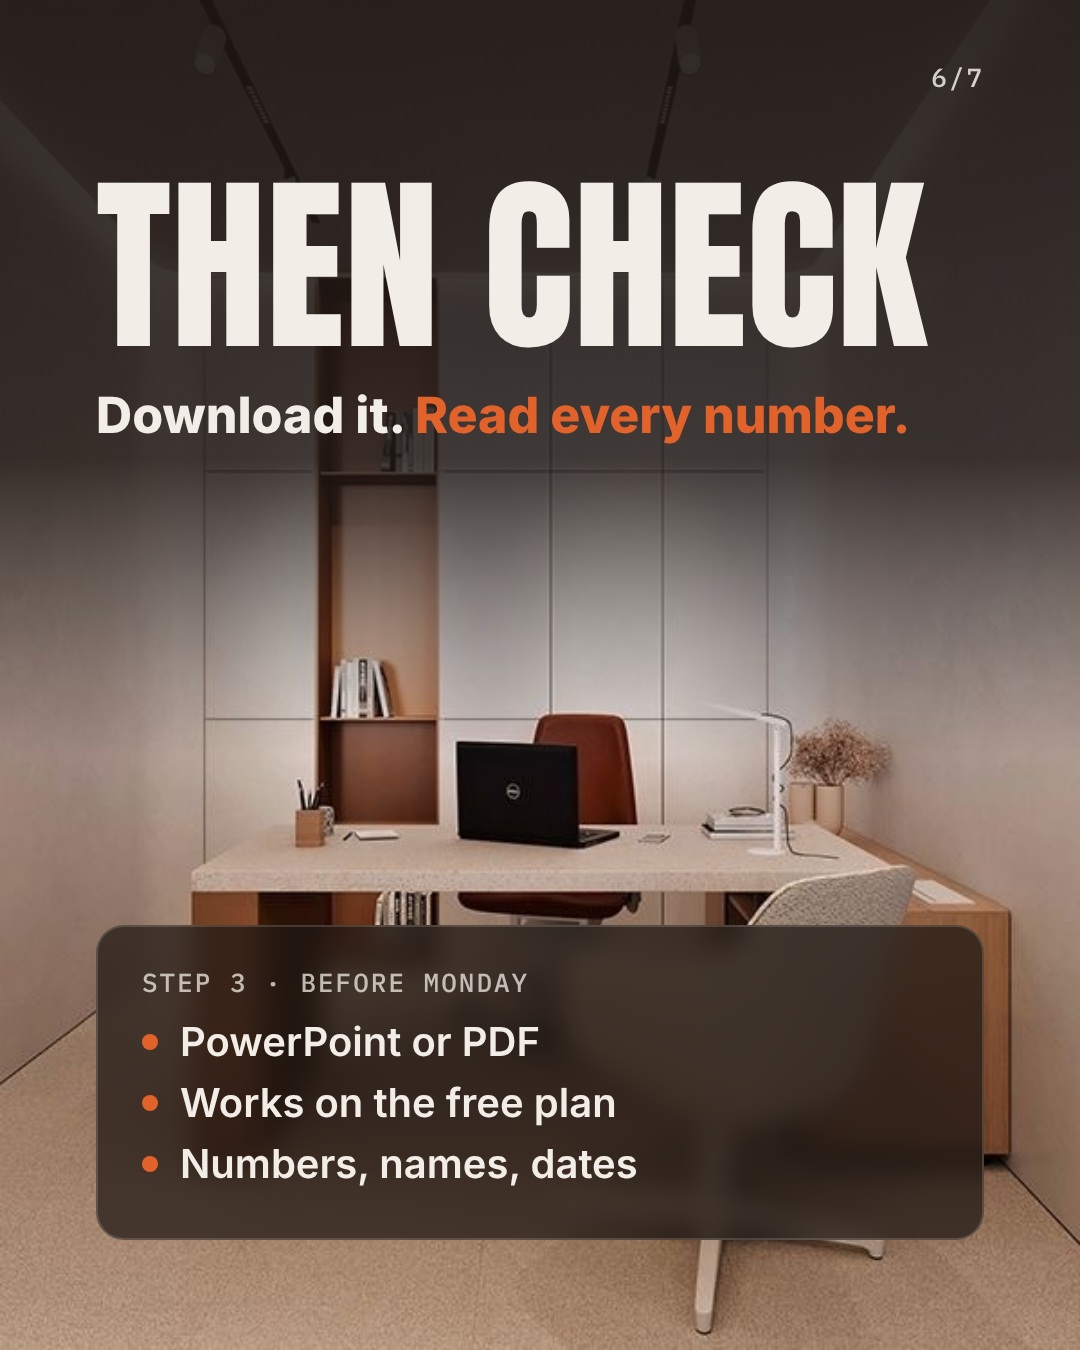 6/7
THEN CHECK
Download it. Read every number.
STEP 3 · BEFORE MONDAY
PowerPoint or PDF
Works on the free plan
Numbers, names, dates